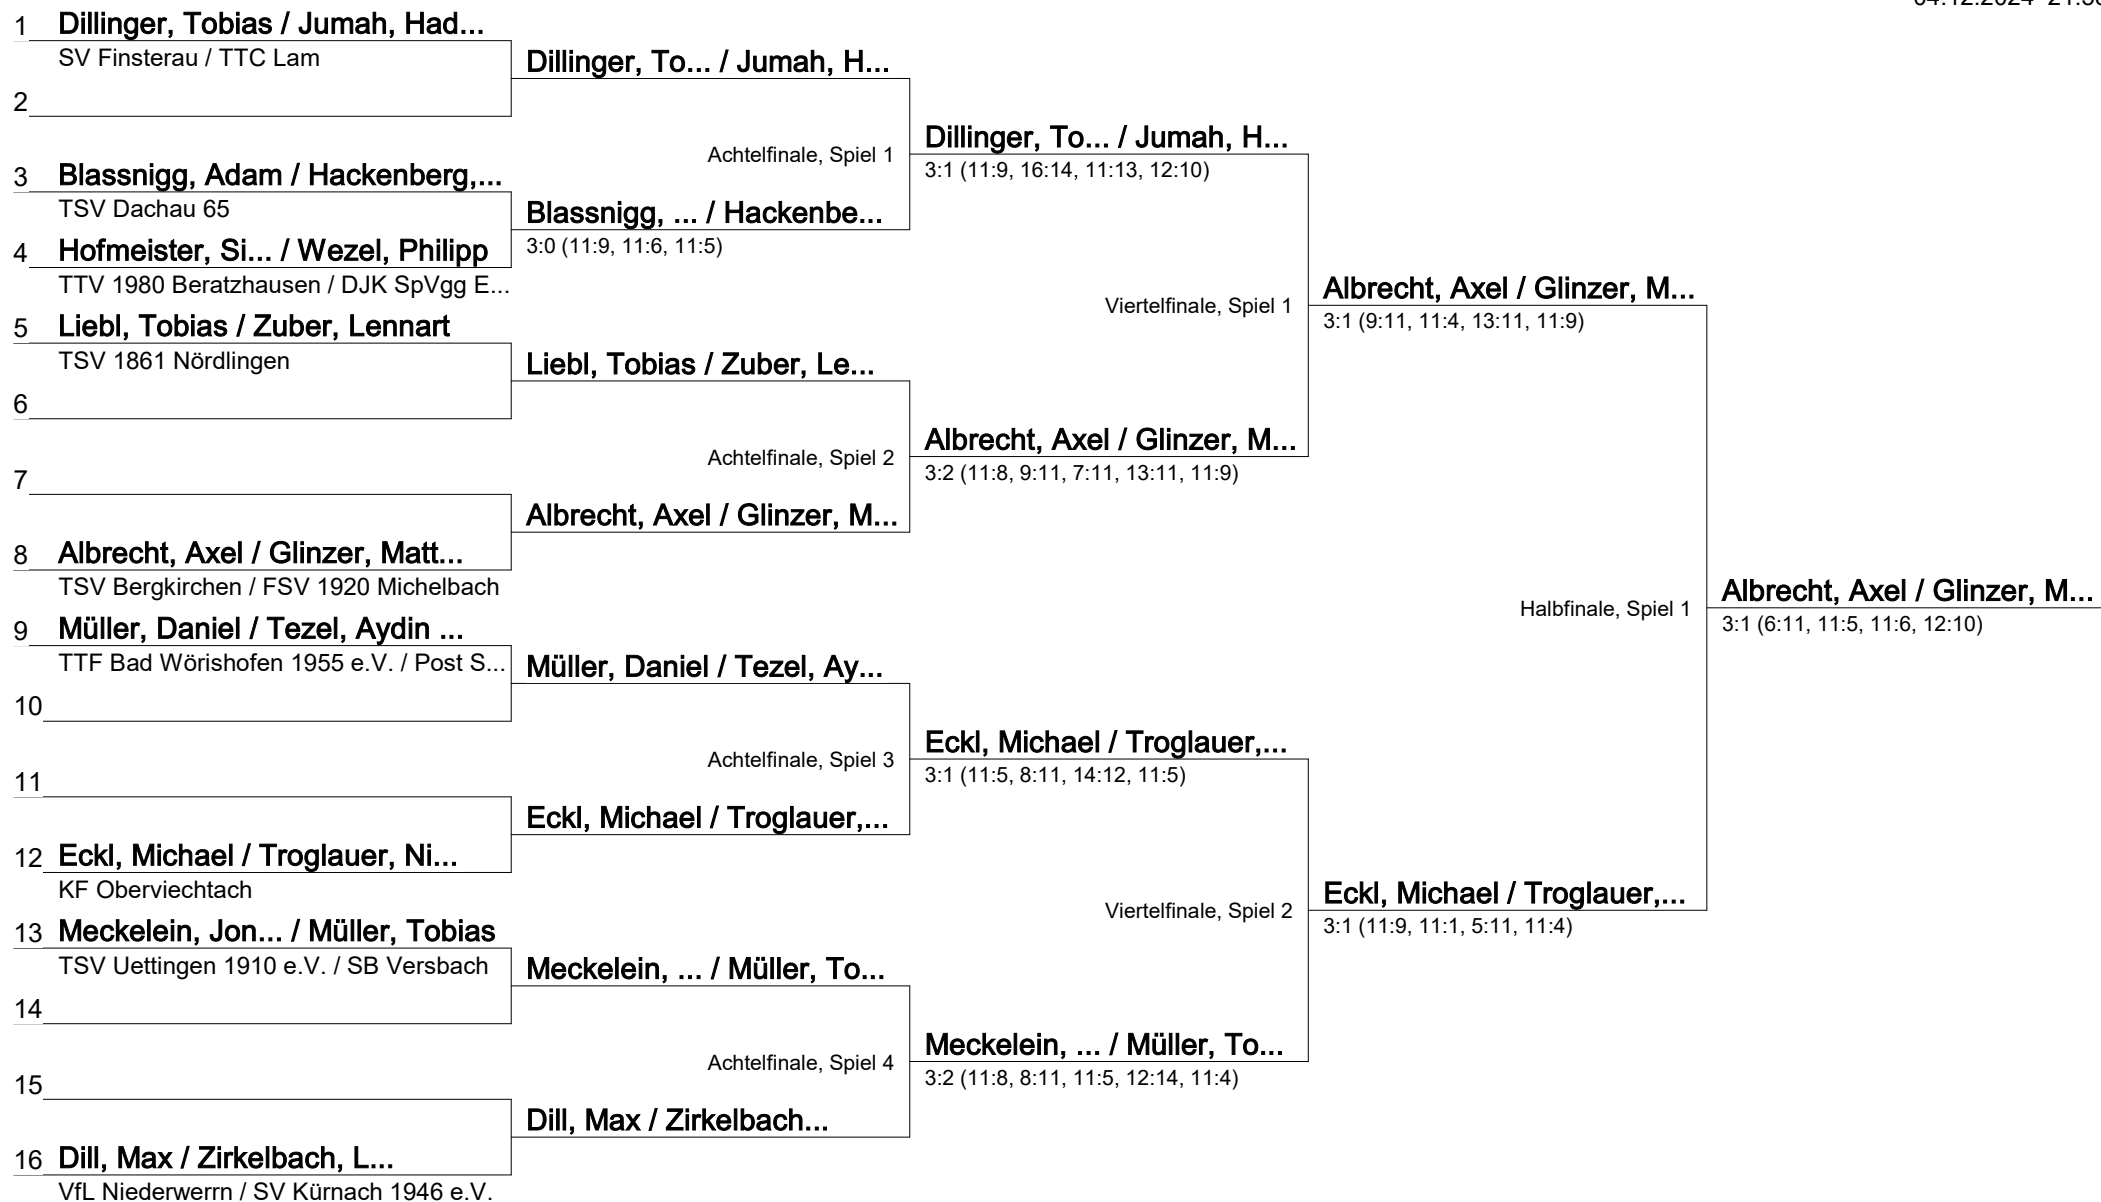 04.12.2024
1 Dillinger, Tobias / Jumah, Had...
SV Finsterau / TTC Lam
Dillinger, To... / Jumah, H...
2
Dillinger, To... / Jumah, H...
Achtelfinale, Spiel 1
3:1 (11:9, 16:14, 11:13, 12:10)
3 Blassnigg, Adam / Hackenberg,...
TSV Dachau 65
Blassnigg, ... / Hackenbe...
4 Hofmeister, Si... / Wezel, Philipp
3:0 (11:9, 11:6, 11:5)
TTV 1980 Beratzhausen / DJK SpVgg E...
Albrecht, Axel / Glinzer, M...
Viertelfinale, Spiel 1
3:1 (9:11, 11:4, 13:11, 11:9)
5 Liebl, Tobias / Zuber, Lennart
TSV 1861 Nördlingen
Liebl, Tobias / Zuber, Le...
6
Albrecht, Axel / Glinzer, M...
Achtelfinale, Spiel 2
3:2 (11:8, 9:11, 7:11, 13:11, 11:9)
7
Albrecht, Axel / Glinzer, M...
8 Albrecht, Axel / Glinzer, Matt...
TSV Bergkirchen / FSV 1920 Michelbach
Albrecht, Axel / Glinzer, M...
Halbfinale, Spiel 1
3:1 (6:11, 11:5, 11:6, 12:10)
9 Müller, Daniel / Tezel, Aydin ...
TTF Bad Wörishofen 1955 e.V. / Post S...
Müller, Daniel / Tezel, Ay...
10
Eckl, Michael / Troglauer,...
Achtelfinale, Spiel 3
3:1 (11:5, 8:11, 14:12, 11:5)
11
Eckl, Michael / Troglauer,...
12 Eckl, Michael / Troglauer, Ni...
KF Oberviechtach
Eckl, Michael / Troglauer,...
Viertelfinale, Spiel 2
3:1 (11:9, 11:1, 5:11, 11:4)
13 Meckelein, Jon... / Müller, Tobias
TSV Uettingen 1910 e.V. / SB Versbach
Meckelein, ... / Müller, To...
14
Meckelein, ... / Müller, To...
Achtelfinale, Spiel 4
3:2 (11:8, 8:11, 11:5, 12:14, 11:4)
15
Dill, Max / Zirkelbach...
16 Dill, Max / Zirkelbach, L...
VfL Niederwerrn / SV Kürnach 1946 e.V.